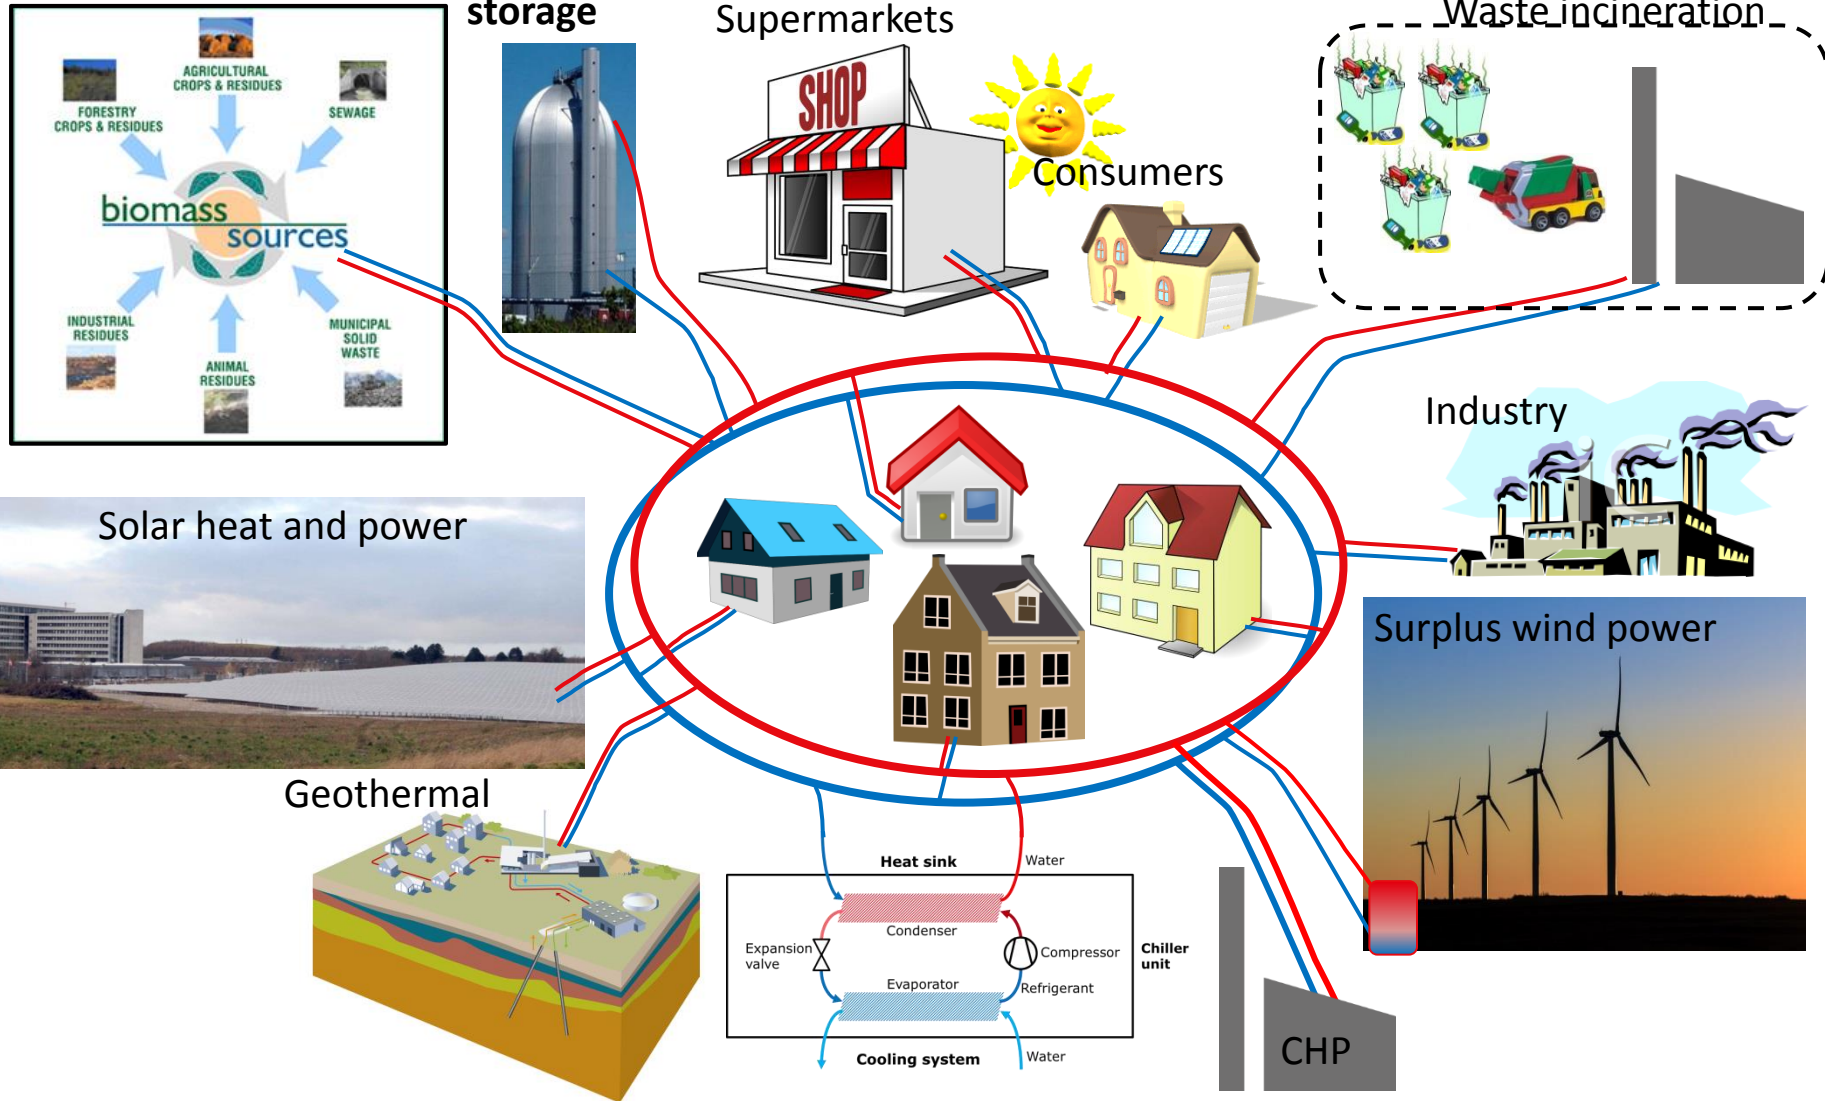 storage
Supermarkets
Waste incineration
AGRICULTURAL
CROPS & RESIDUES
FORESTRY
CROPS & RESIDUES
SEWAGE
biomass
sources
INDUSTRIAL
RESIDUES
MUNICIPAL
SOLID
WASTE
ANIMAL
RESIDUES
SHOP
Consumers
Industry
Solar heat and power
Surplus wind power
Geothermal
Heat sink
Water
Condenser
Expansion
valve
Compressor
Chiller
unit
Evaporator
Refrigerant
Cooling system
Water
CHP